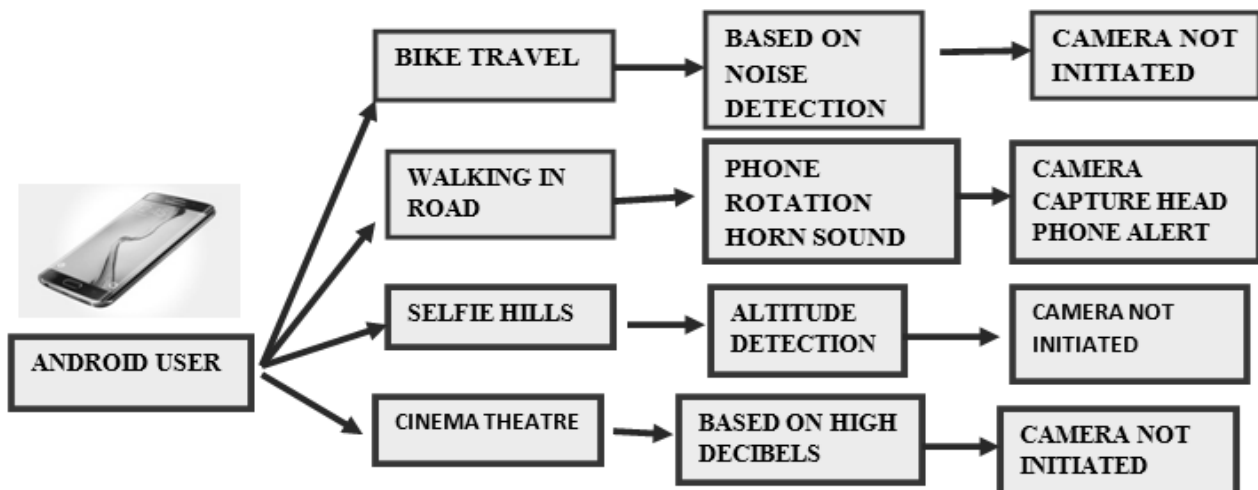 BIKE TRAVEL
BASED ON
NOISE
DETECTION
CAMERA NOT
INITIATED
WALKING IN
ROAD
PHONE
ROTATION
HORN SOUND
CAMERA
CAPTURE HEAD
PHONE ALERT
SELFIE HILLS
ALTITUDE
DETECTION
CAMERA NOT
INITIATED
ANDROID USER
CINEMA THEATRE
BASED ON HIGH
DECIBELS
CAMERA NOT
INITIATED